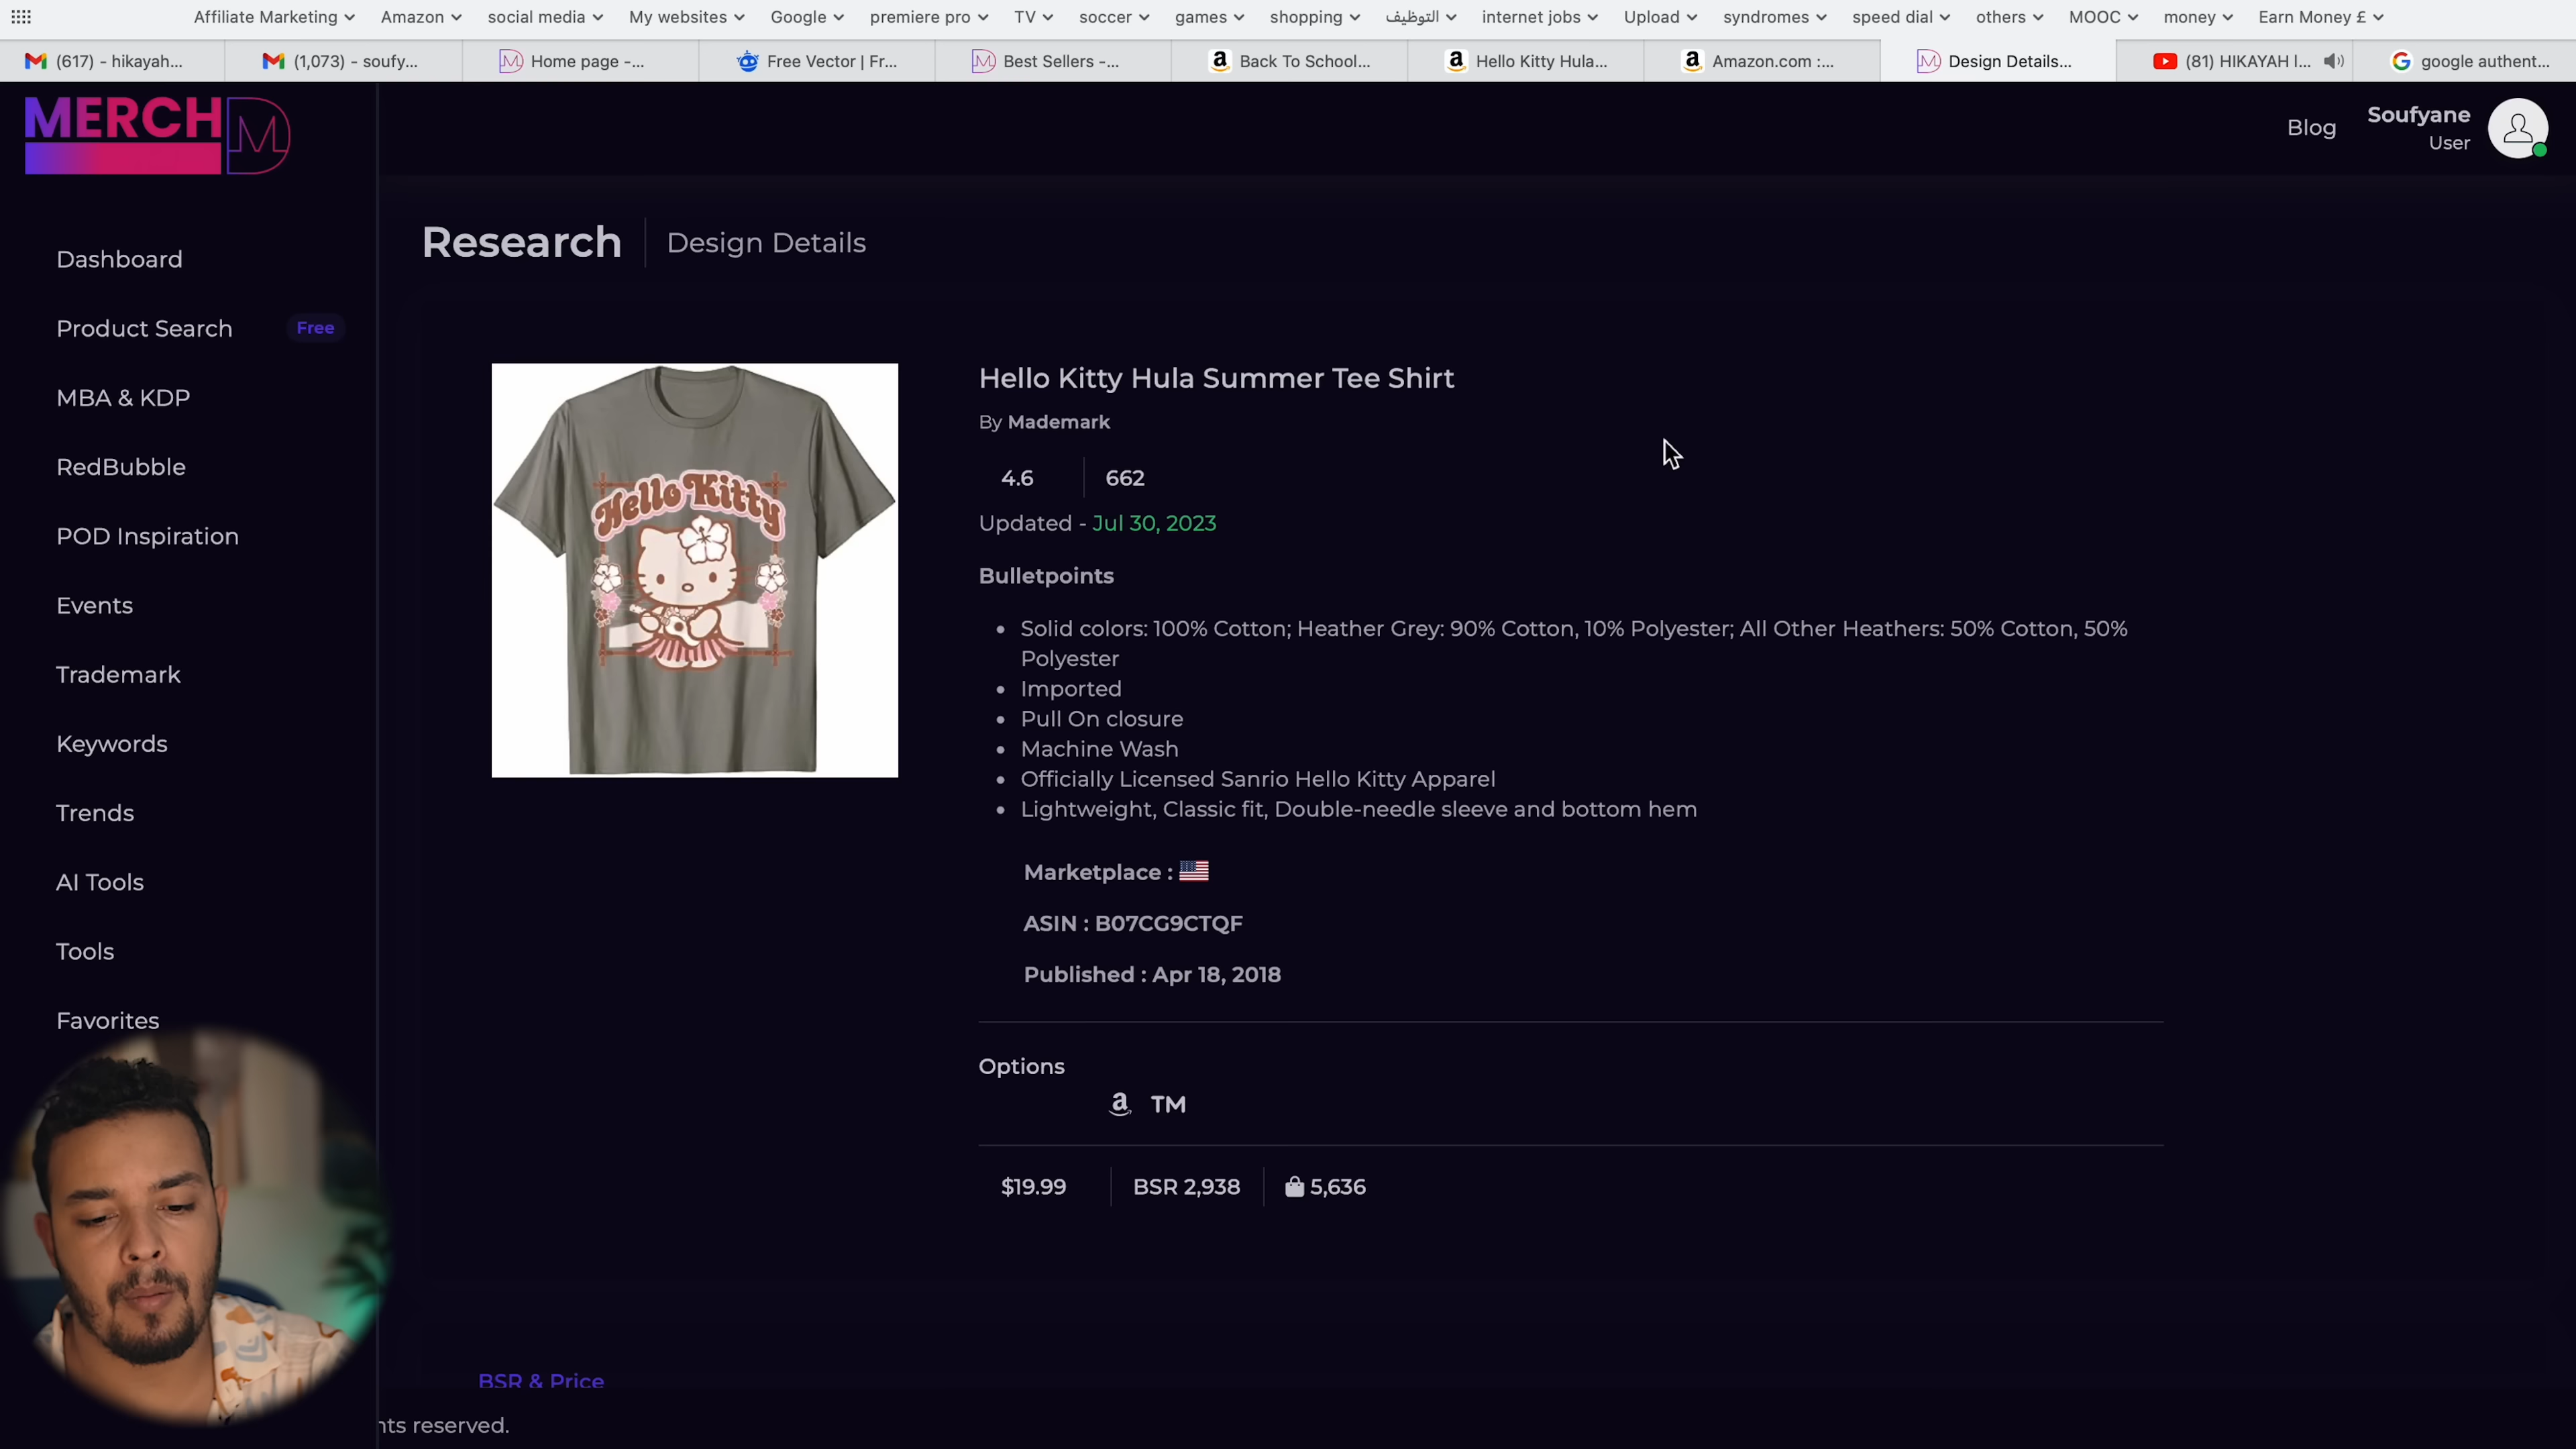 Affiliate Marketing Amazon social media My websites Google premiere pro TV soccer games shopping التوظيف internet jobs Upload syndromes speed dial others MOOC money Earn Money £
(617) - hikayah... (1,073) - soufy... Home page -... Free Vector | Fr... Best Sellers -... Back To School... Hello Kitty Hula... Amazon.com :... Design Details... (81) HIKAYAH I... google authent...
MERCH
Blog
Soufyane
User
Research Design Details
Dashboard
Product Search Free
MBA & KDP
RedBubble
POD Inspiration
Events
Trademark
Keywords
Trends
AI Tools
Tools
Favorites
Hello Kitty
Hello Kitty Hula Summer Tee Shirt
By Mademark
4.6 662
Updated - Jul 30, 2023
Bulletpoints
Solid colors: 100% Cotton; Heather Grey: 90% Cotton, 10% Polyester; All Other Heathers: 50% Cotton, 50%
Polyester
Imported
Pull On closure
Machine Wash
Officially Licensed Sanrio Hello Kitty Apparel
Lightweight, Classic fit, Double-needle sleeve and bottom hem
Marketplace :
ASIN : B07CG9CTQF
Published : Apr 18, 2018
Options
TM
$19.99 BSR 2,938 5,636
BSR & Price
nts reserved.